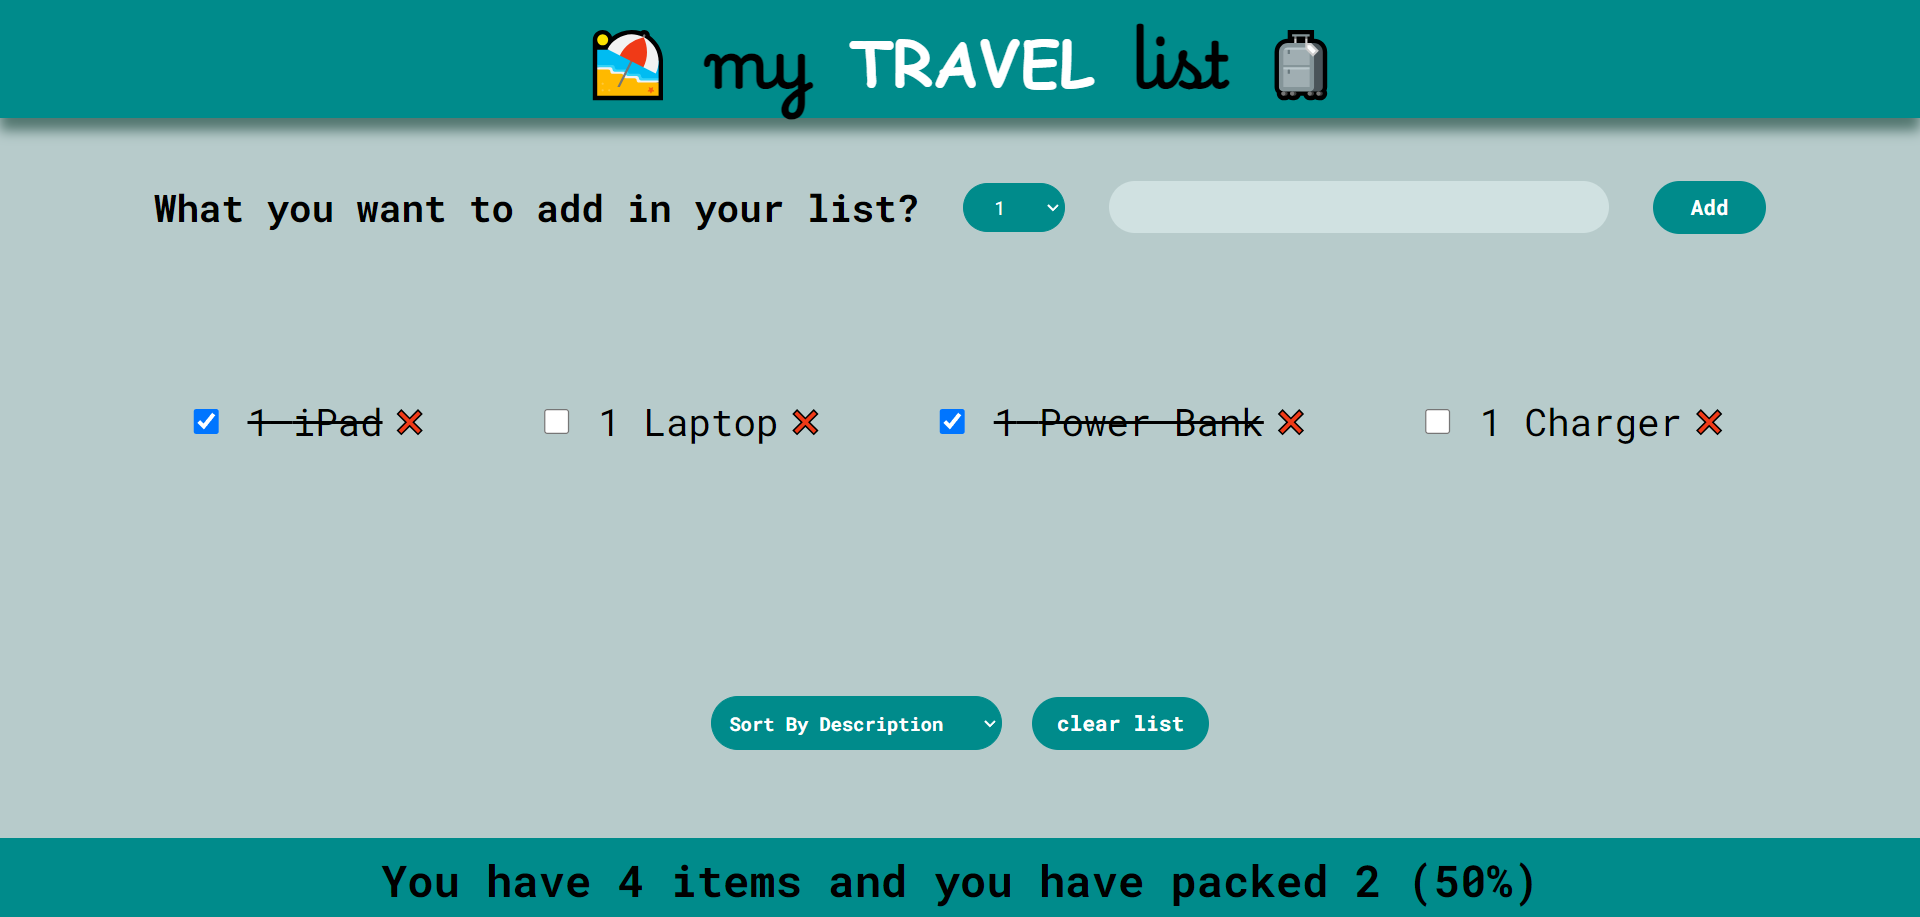 my TRAVEL list
What you want to add in your list? 1 Add
1 iPad 1 Laptop 1 Power Bank 1 Charger
Sort By Description clear list
You have 4 items and you have packed 2 (50%)